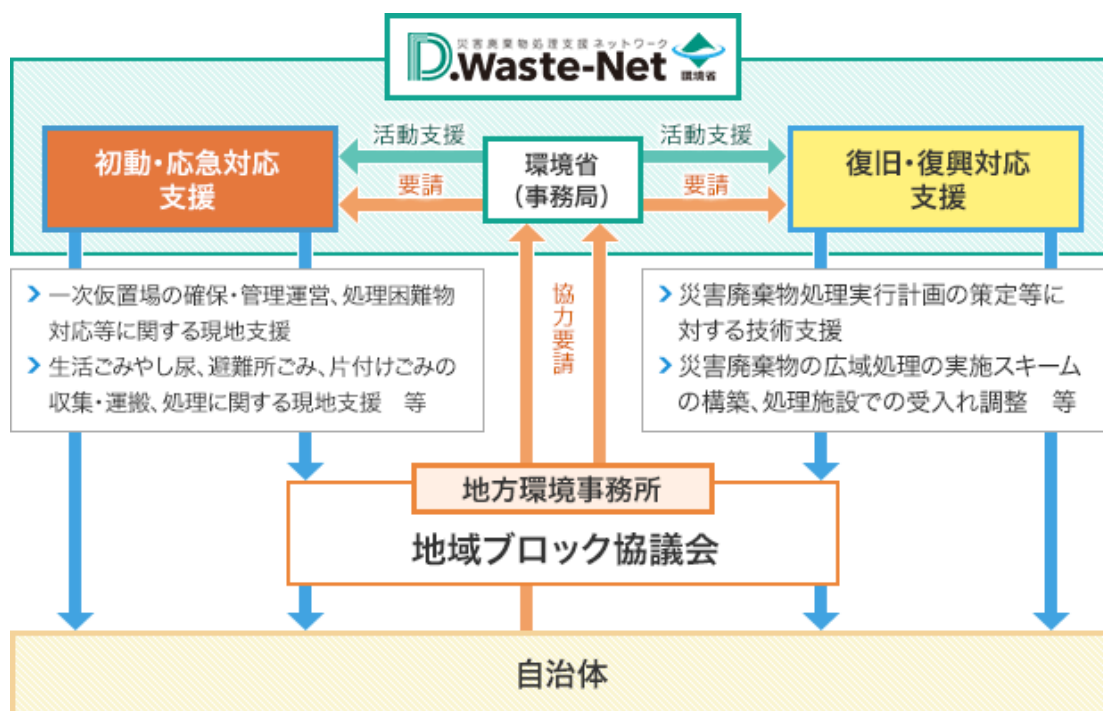 災害廃棄物処理支援ネットワーク
D.Waste-Net
環境省
初動・応急対応
支援
活動支援
要請
環境省
（事務局）
活動支援
要請
復旧・復興対応
支援
一次仮置場の確保・管理運営、処理困難物
対応等に関する現地支援
生活ごみやし尿、避難所ごみ、片付けごみの
収集・運搬、処理に関する現地支援　等
協力要請
災害廃棄物処理実行計画の策定等に
対する技術支援
災害廃棄物の広域処理の実施スキーム
の構築、処理施設での受入れ調整　等
地方環境事務所
地域ブロック協議会
自治体